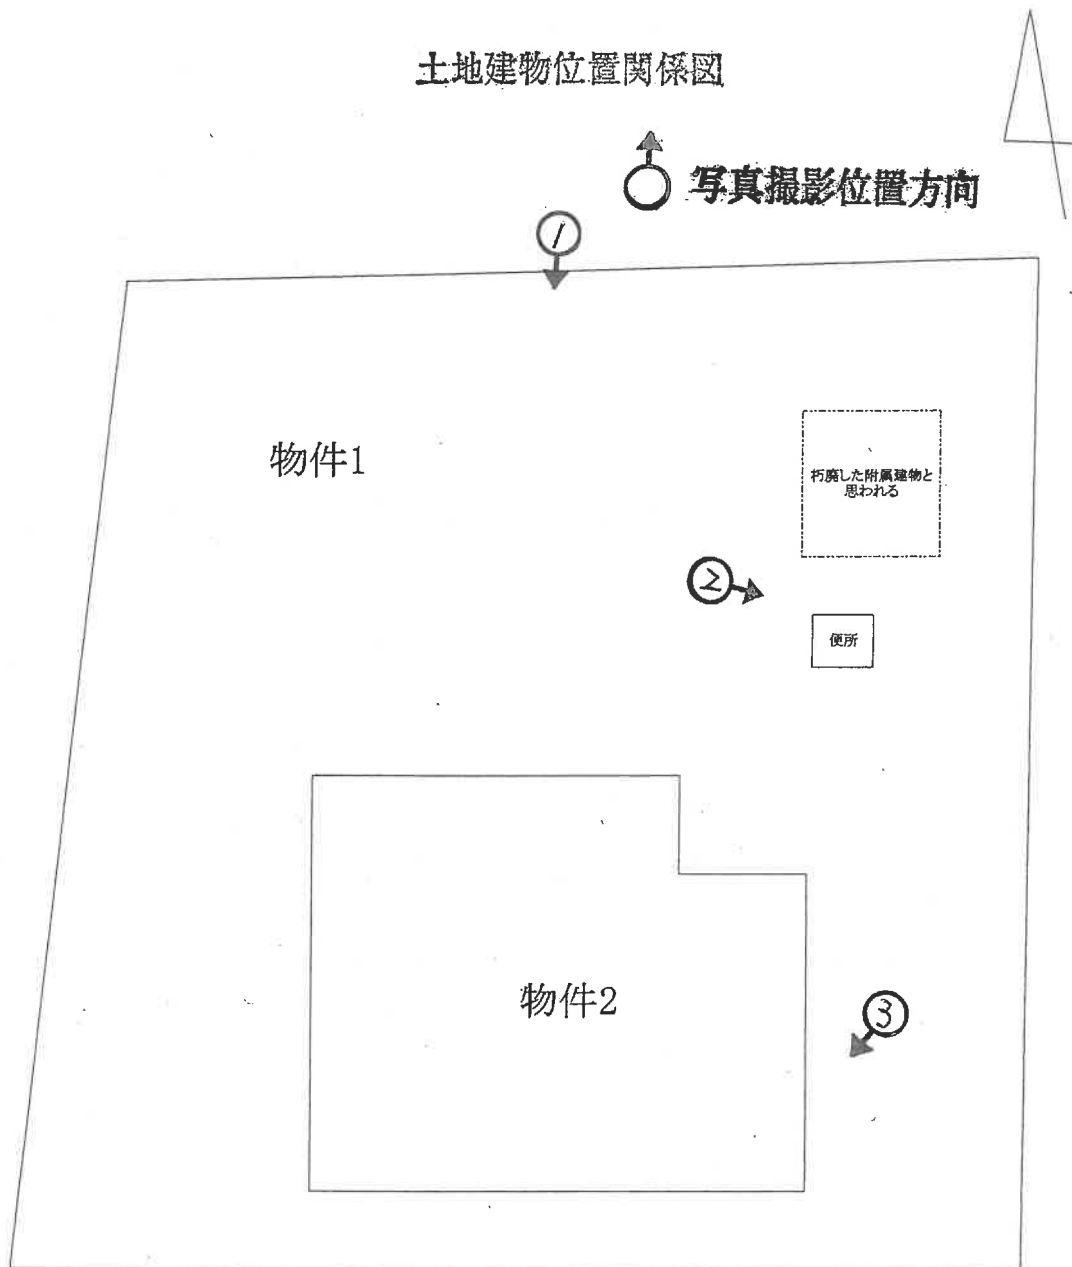 土地建物位置関係図
写真撮影位置方向
1
物件1
朽廃した附属建物と
思われる
2
便所
物件2
3